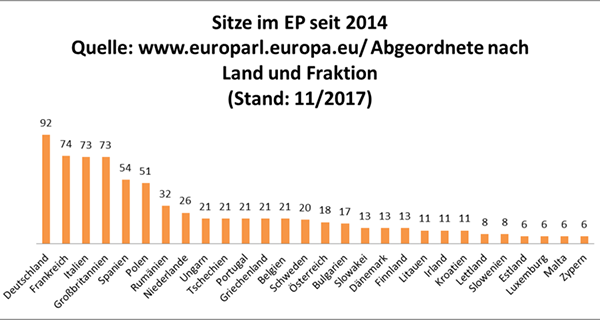 Sitze im EP seit 2014
Quelle: www.europarl.europa.eu/ Abgeordnete nach
Land und Fraktion
(Stand: 11/2017)
92
74
73
73
54
51
32
26
21
21
21
21
21
20
18
17
13
13
13
11
11
11
8
8
6
6
6
6
Deutschland
Frankreich
Italien
Großbritannien
Spanien
Polen
Rumänien
Niederlande
Ungarn
Tschechien
Portugal
Griechenland
Belgien
Schweden
Österreich
Bulgarien
Slowakei
Dänemark
Finnland
Litauen
Irland
Kroatien
Lettland
Slowenien
Estland
Luxemburg
Malta
Zypern